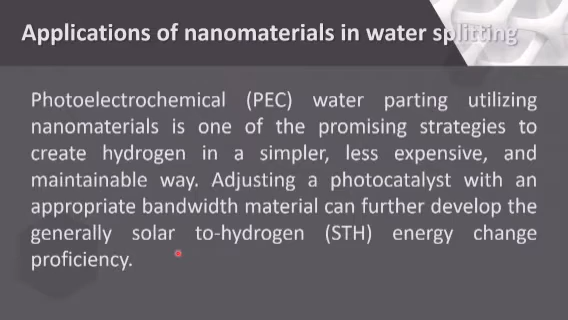 Applications of nanomaterials in water splitting
Photoelectrochemical (PEC) water parting utilizing
nanomaterials is one of the promising strategies to
create hydrogen in a simpler, less expensive, and
maintainable way. Adjusting a photocatalyst with an
appropriate bandwidth material can further develop the
generally solar to-hydrogen (STH) energy change
proficiency.